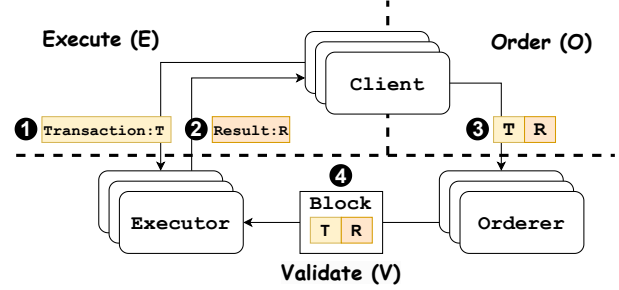 Execute (E)
Order (O)
Client
1 Transaction:T
2 Result:R
3 T R
4
Block
T R
Executor
Orderer
Validate (V)